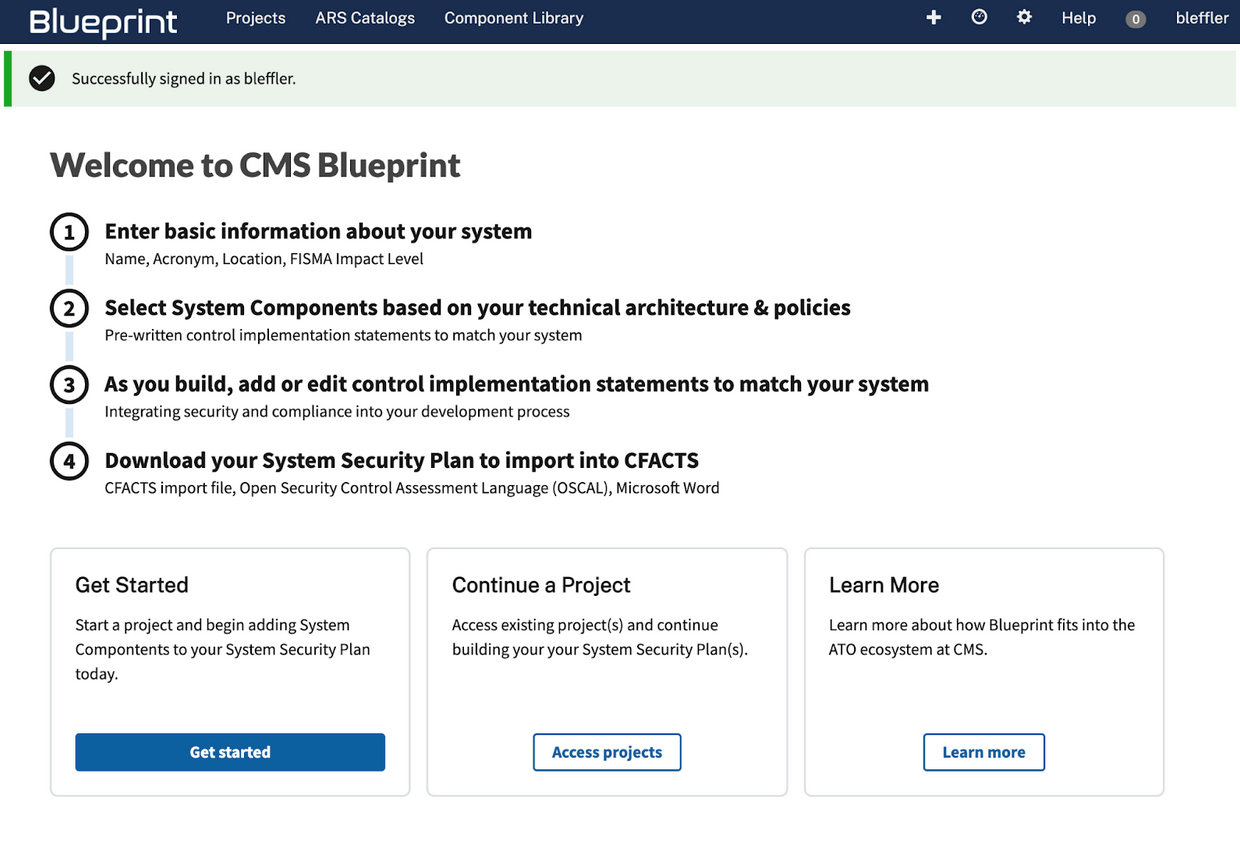 Blueprint Projects ARS Catalogs Component Library Help 0 bleffler
Successfully signed in as bleffler.
Welcome to CMS Blueprint
1 Enter basic information about your system
Name, Acronym, Location, FISMA Impact Level
2 Select System Components based on your technical architecture & policies
Pre-written control implementation statements to match your system
3 As you build, add or edit control implementation statements to match your system
Integrating security and compliance into your development process
4 Download your System Security Plan to import into CFACTS
CFACTS import file, Open Security Control Assessment Language (OSCAL), Microsoft Word
Get Started
Start a project and begin adding System
Compontents to your System Security Plan
today.
Get started
Continue a Project
Access existing project(s) and continue
building your your System Security Plan(s).
Access projects
Learn More
Learn more about how Blueprint fits into the
ATO ecosystem at CMS.
Learn more